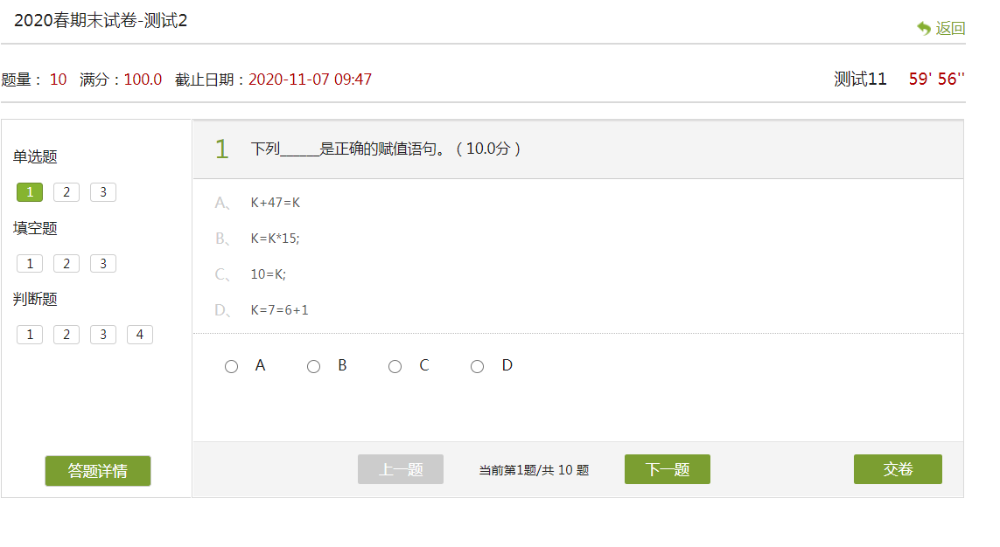 2020春期末试卷-测试2
返回
题量： 10 满分：100.0 截止日期：2020-11-07 09:47
测试11 59' 56''
单选题
1 2 3
填空题
1 2 3
判断题
1 2 3 4
答题详情
1 下列______是正确的赋值语句。（10.0分）
A、 K+47=K
B、 K=K*15;
C、 10=K;
D、 K=7=6+1
A B C D
上一题 当前第1题/共 10 题 下一题 交卷